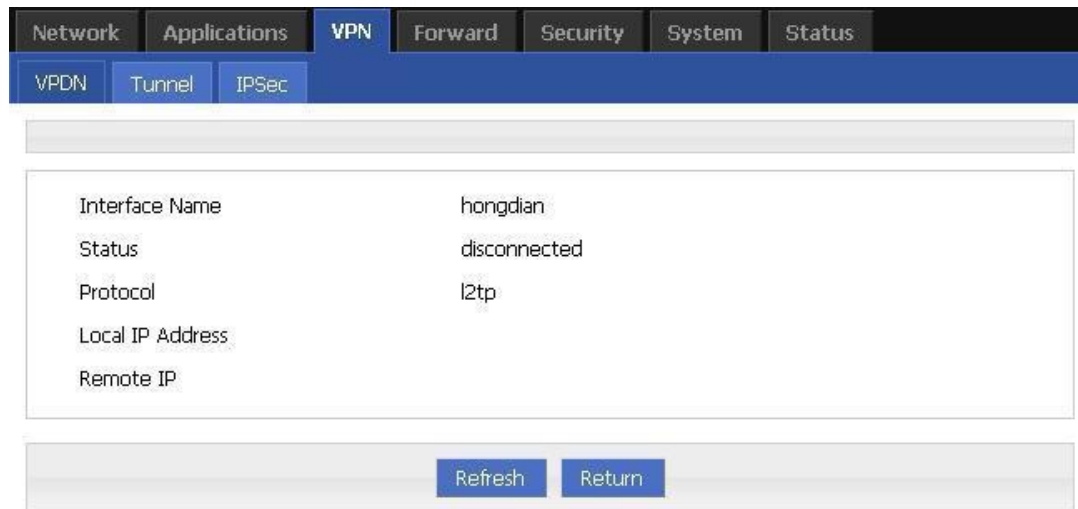 Network Applications VPN Forward Security System Status
VPDN Tunnel IPSec
Interface Name hongdian
Status disconnected
Protocol l2tp
Local IP Address
Remote IP
Refresh Return